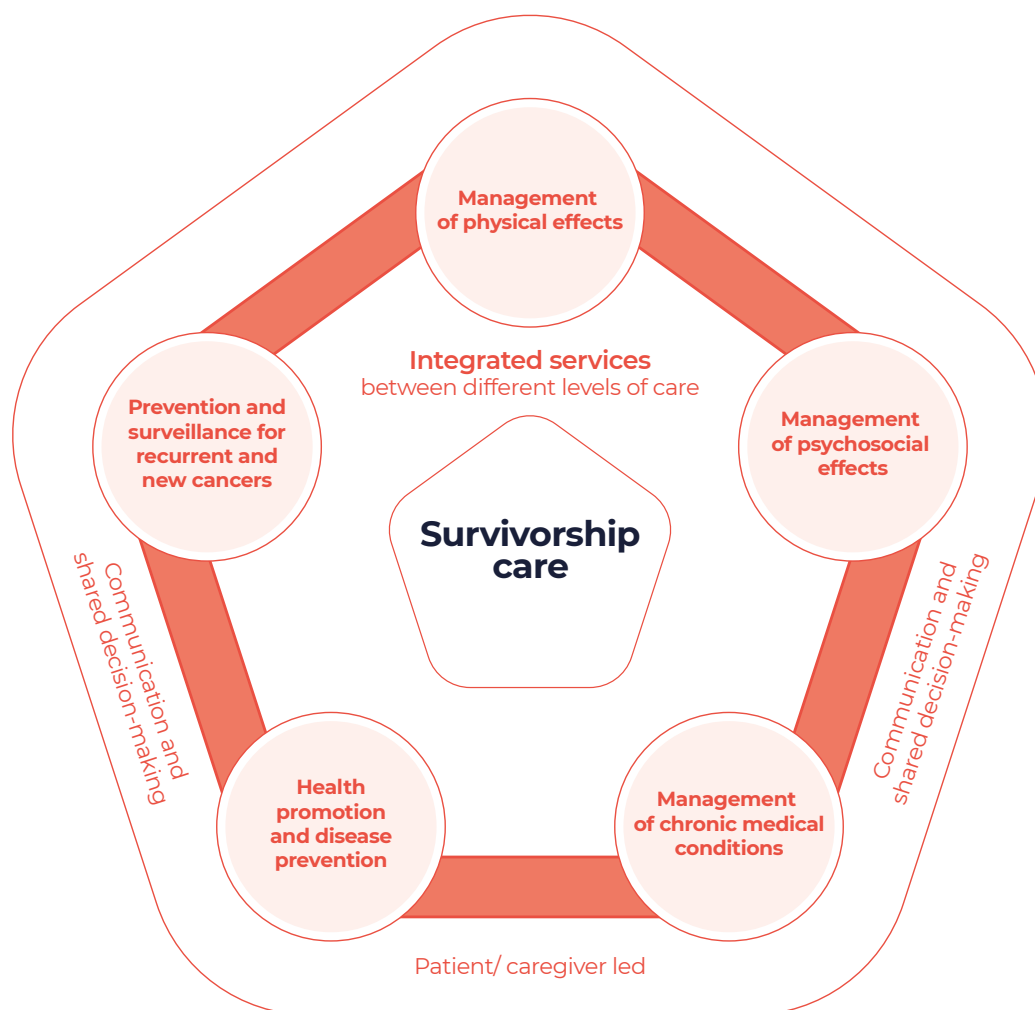 Management
of physical effects
Integrated services
between different levels of care
Prevention and
surveillance for
recurrent and
new cancers
Management
of psychosocial
effects
Survivorship
care
Communication and
shared decision-making
Communication and
shared decision-making
Health
promotion
and disease
prevention
Management
of chronic medical
conditions
Patient/ caregiver led